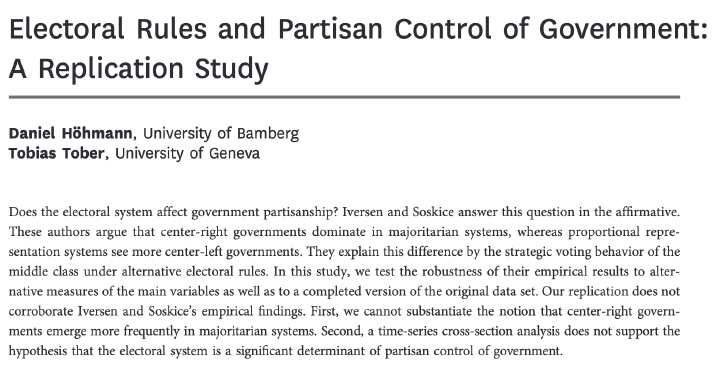 Electoral Rules and Partisan Control of Government:
A Replication Study
Daniel Höhmann, University of Bamberg
Tobias Tober, University of Geneva
Does the electoral system affect government partisanship? Iversen and Soskice answer this question in the affirmative.
These authors argue that center-right governments dominate in majoritarian systems, whereas proportional repre-
sentation systems see more center-left governments. They explain this difference by the strategic voting behavior of the
middle class under alternative electoral rules. In this study, we test the robustness of their empirical results to alter-
native measures of the main variables as well as to a completed version of the original data set. Our replication does not
corroborate Iversen and Soskice's empirical findings. First, we cannot substantiate the notion that center-right govern-
ments emerge more frequently in majoritarian systems. Second, a time-series cross-section analysis does not support the
hypothesis that the electoral system is a significant determinant of partisan control of government.